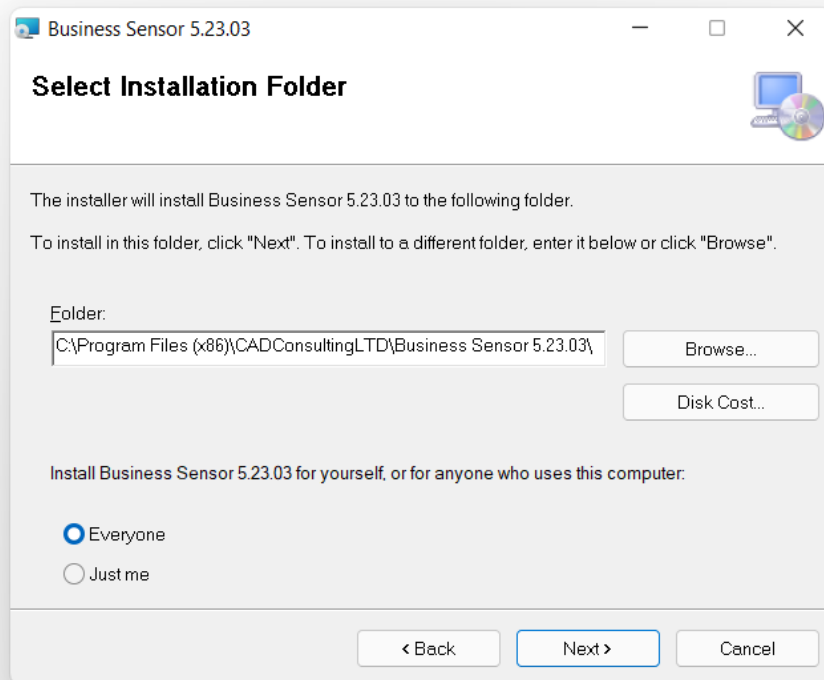 Business Sensor 5.23.03
Select Installation Folder
The installer will install Business Sensor 5.23.03 to the following folder.
To install in this folder, click "Next". To install to a different folder, enter it below or click "Browse".
Folder:
C:\Program Files (x86)\CADConsultingLTD\Business Sensor 5.23.03\
Browse...
Disk Cost...
Install Business Sensor 5.23.03 for yourself, or for anyone who uses this computer:
Everyone
Just me
< Back
Next >
Cancel